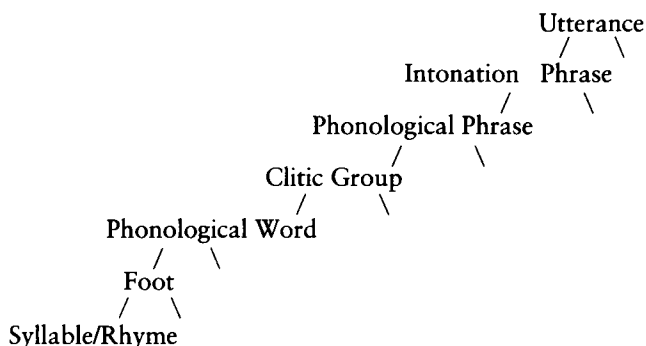 Utterance
Intonation Phrase
Phonological Phrase
Clitic Group
Phonological Word
Foot
Syllable/Rhyme